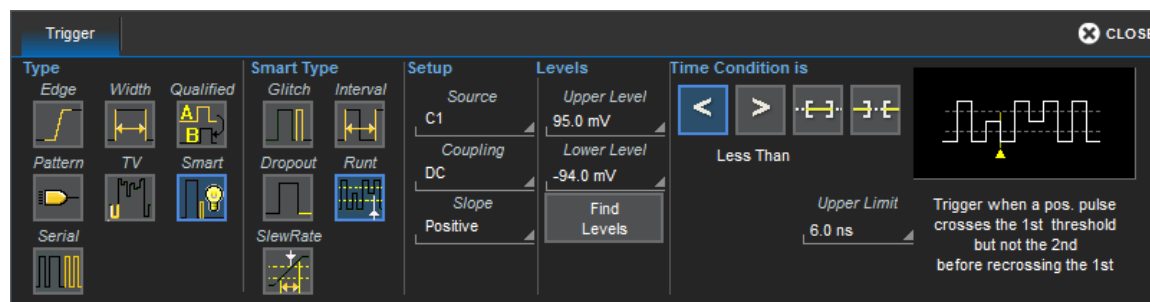 Trigger
CLOSE
Type
Edge Width Qualified
A
B
Pattern TV Smart
U
Serial
Smart Type
Glitch Interval
Dropout Runt
SlewRate
Setup
Source
C1
Coupling
DC
Slope
Positive
Levels
Upper Level
95.0 mV
Lower Level
-94.0 mV
Find
Levels
Time Condition is
< >
Less Than
Upper Limit
6.0 ns
Trigger when a pos. pulse
crosses the 1st threshold
but not the 2nd
before recrossing the 1st